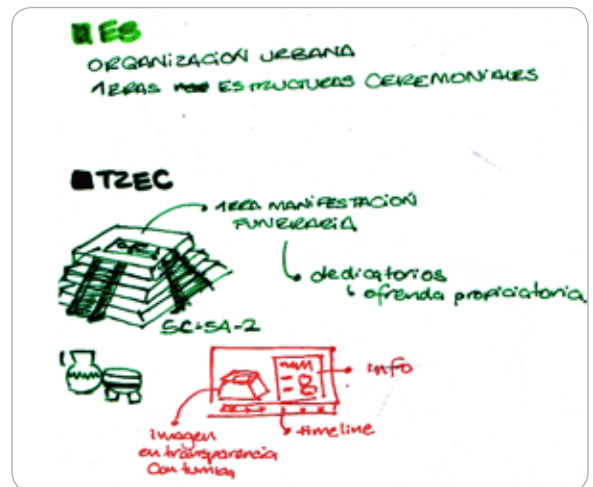 ES
ORGANIZACIÓN URBANA
1ERAS ESTRUCTURAS CEREMONIALES
TZEC
1ERA MANIFESTACIÓN
FUNERARIA
dedicatorios
ofrenda propiciatoria
SC-SA-2
info
timeline
imagen
en transparencia
con tumba